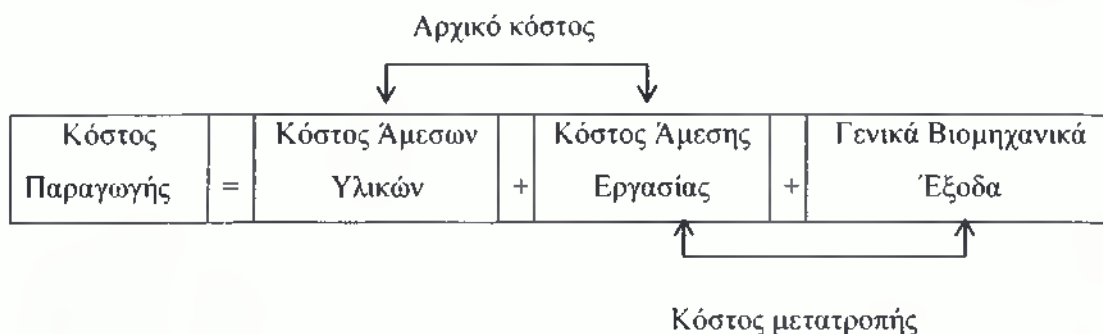 Αρχικό κόστος
Κόστος Παραγωγής = Κόστος Άμεσων Υλικών + Κόστος Άμεσης Εργασίας + Γενικά Βιομηχανικά Έξοδα
Κόστος μετατροπής